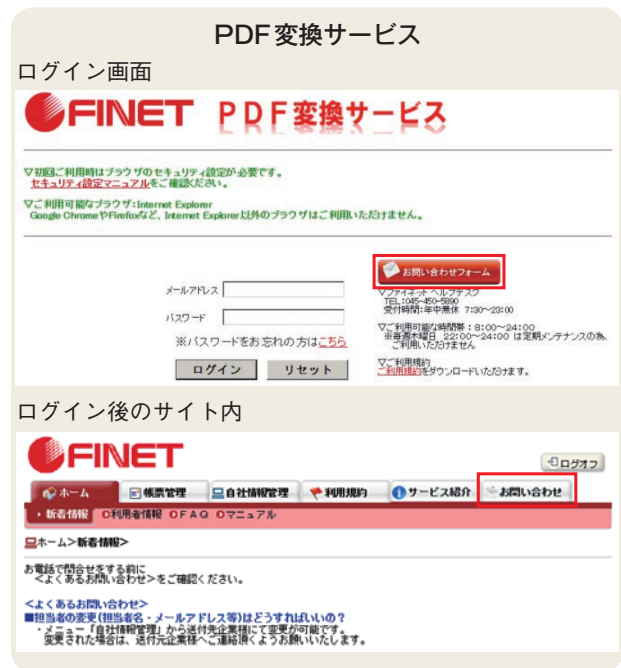 PDF変換サービス
ログイン画面
FINET PDF変換サービス
▽初回ご利用時はブラウザのセキュリティ設定が必要です。
セキュリティ設定マニュアルをご確認ください。
▽ご利用可能なブラウザ:Internet Explorer
Google ChromeやFirefoxなど、Internet Explorer以外のブラウザはご利用いただけません。
お問い合わせフォーム
メールアドレス
パスワード
※パスワードをお忘れの方はこちら
ログイン リセット
▽ファイネット ヘルプデスク
TEL:045-450-5890
受付時間:年中無休 7:30～23:00
▽ご利用可能な時間帯：8:00～24:00
※毎週木曜日 22:00～24:00 は定期メンテナンスの為、
ご利用いただけません
▽ご利用規約
ご利用規約をダウンロードいただけます。
ログイン後のサイト内
FINET
ログオフ
ホーム 帳票管理 自社情報管理 利用規約 サービス紹介 お問い合わせ
新着情報 利用者情報 FAQ マニュアル
ホーム>新着情報>
お電話で問合せをする前に
<よくあるお問い合わせ>をご確認ください。
<よくあるお問い合わせ>
■担当者の変更(担当者名・メールアドレス等)はどうすればいいの？
・メニュー「自社情報管理」から送付先企業様にて変更が可能です。
変更された場合は、送付元企業様へご連絡頂くようお願いいたします。